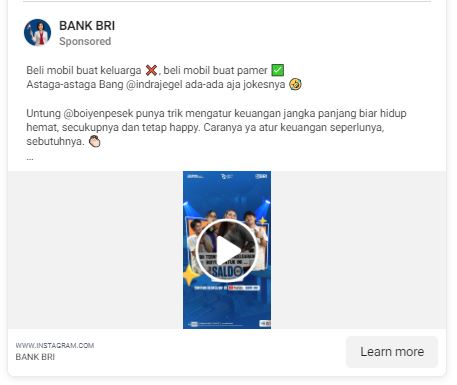 BANK BRI
Sponsored
Beli mobil buat keluarga ❌, beli mobil buat pamer ✅
Astaga-astaga Bang @indrajegel ada-ada aja jokesnya 🤣
Untung @boiyenpesek punya trik mengatur keuangan jangka panjang biar hidup
hemat, secukupnya dan tetap happy. Caranya ya atur keuangan seperlunya,
sebutuhnya. 👏🏻
...
BRI
SALDO
WWW.INSTAGRAM.COM
BANK BRI
Learn more